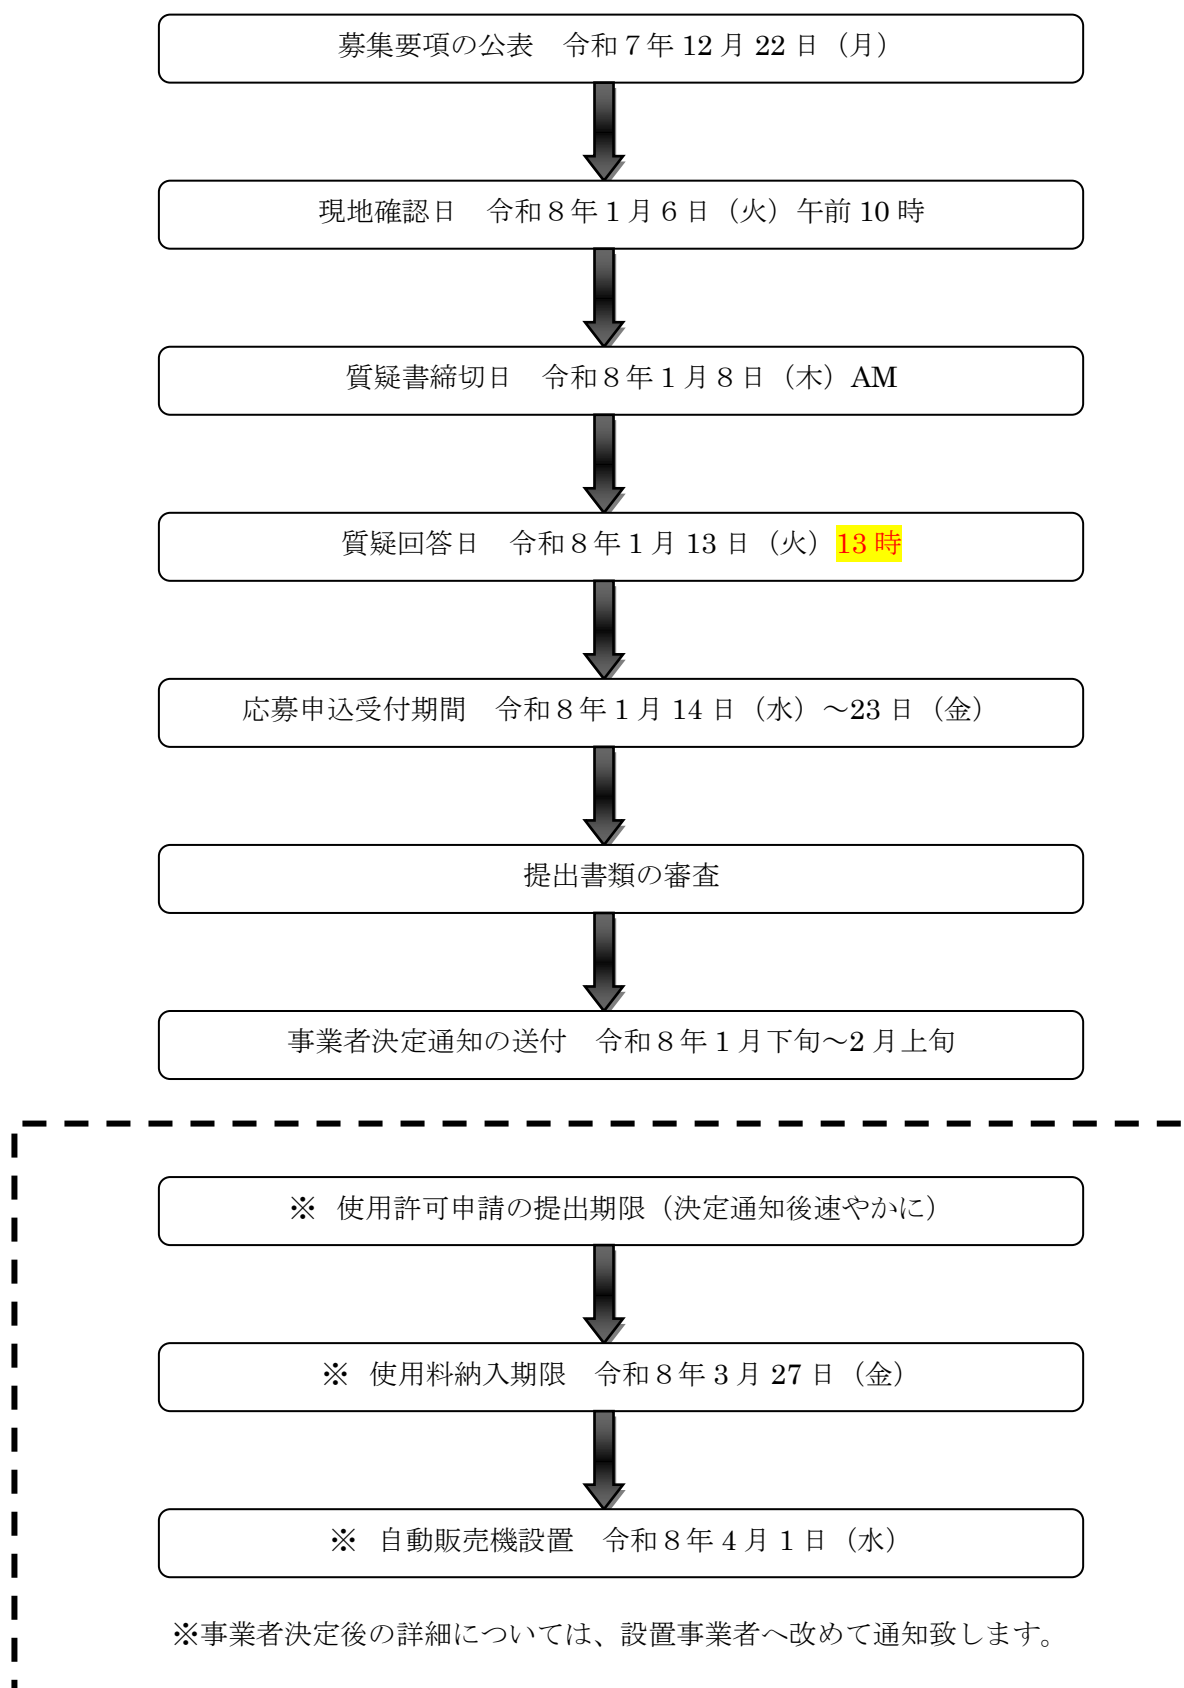 募集要項の公表　令和７年 12 月 22 日（月）
現地確認日　令和８年１月６日（火）午前 10 時
質疑書締切日　令和８年１月８日（木）AM
質疑回答日　令和８年１月 13 日（火）13 時
応募申込受付期間　令和８年１月 14 日（水）～23 日（金）
提出書類の審査
事業者決定通知の送付　令和８年１月下旬～2 月上旬
※ 使用許可申請の提出期限（決定通知後速やかに）
※ 使用料納入期限　令和８年３月 27 日（金）
※ 自動販売機設置　令和８年４月１日（水）
※事業者決定後の詳細については、設置事業者へ改めて通知致します。